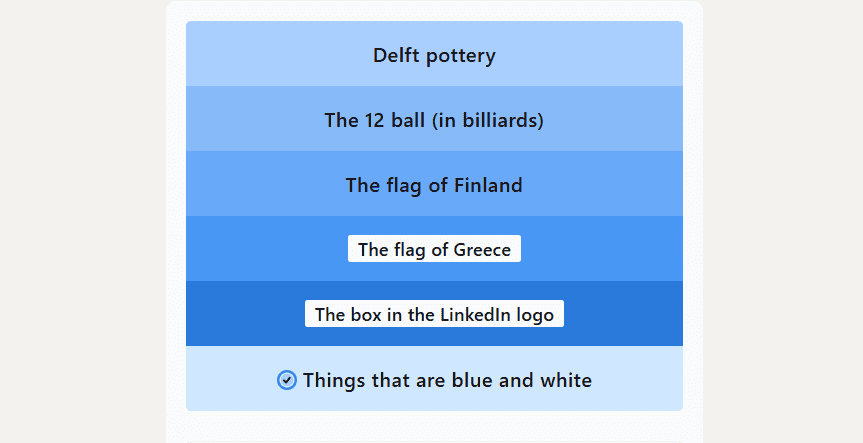 Delft pottery
The 12 ball (in billiards)
The flag of Finland
The flag of Greece
The box in the LinkedIn logo
Things that are blue and white